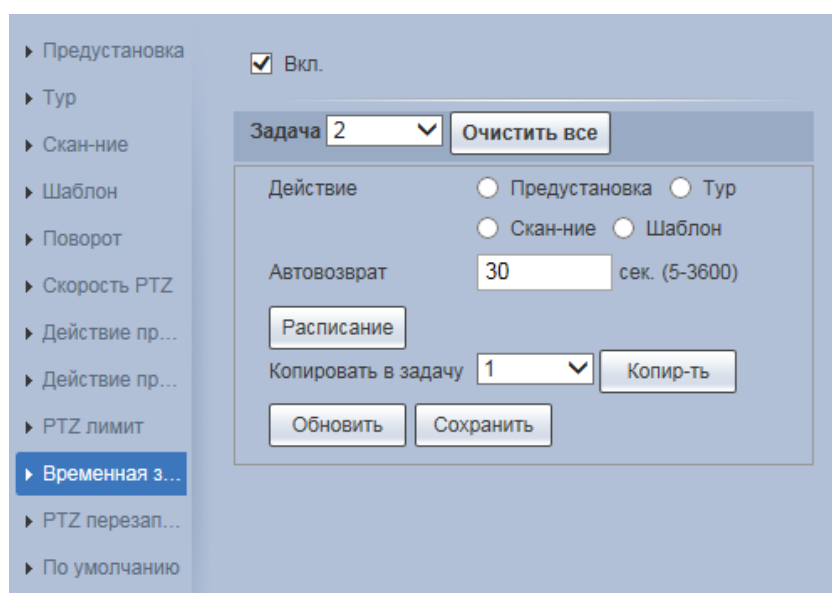 Предустановка
Тур
Скан-ние
Шаблон
Поворот
Скорость PTZ
Действие пр...
Действие пр...
PTZ лимит
Временная з...
PTZ перезап...
По умолчанию
Вкл.
Задача 2 Очистить все
Действие Предустановка Тур
Скан-ние Шаблон
Автовозврат 30 сек. (5-3600)
Расписание
Копировать в задачу 1 Копир-ть
Обновить Сохранить